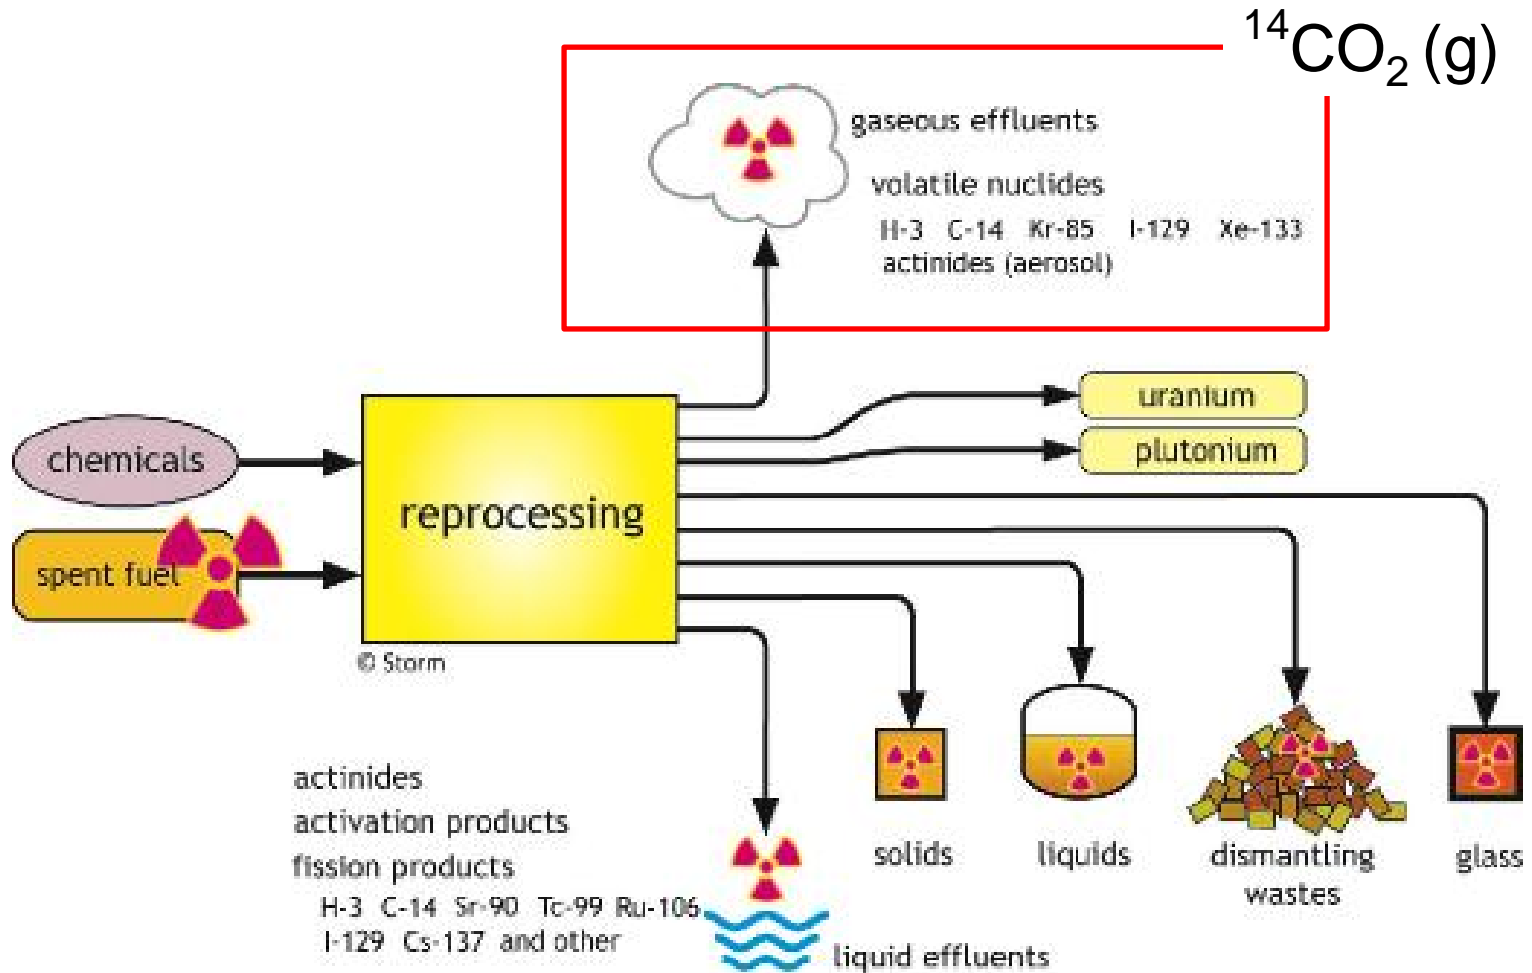 ¹⁴CO₂ (g)
gaseous effluents
volatile nuclides
H-3 C-14 Kr-85 I-129 Xe-133
actinides (aerosol)
uranium
plutonium
chemicals
reprocessing
spent fuel
© Storm
actinides
activation products
fission products
H-3 C-14 Sr-90 Tc-99 Ru-106
I-129 Cs-137 and other
liquid effluents
solids
liquids
dismantling
wastes
glass